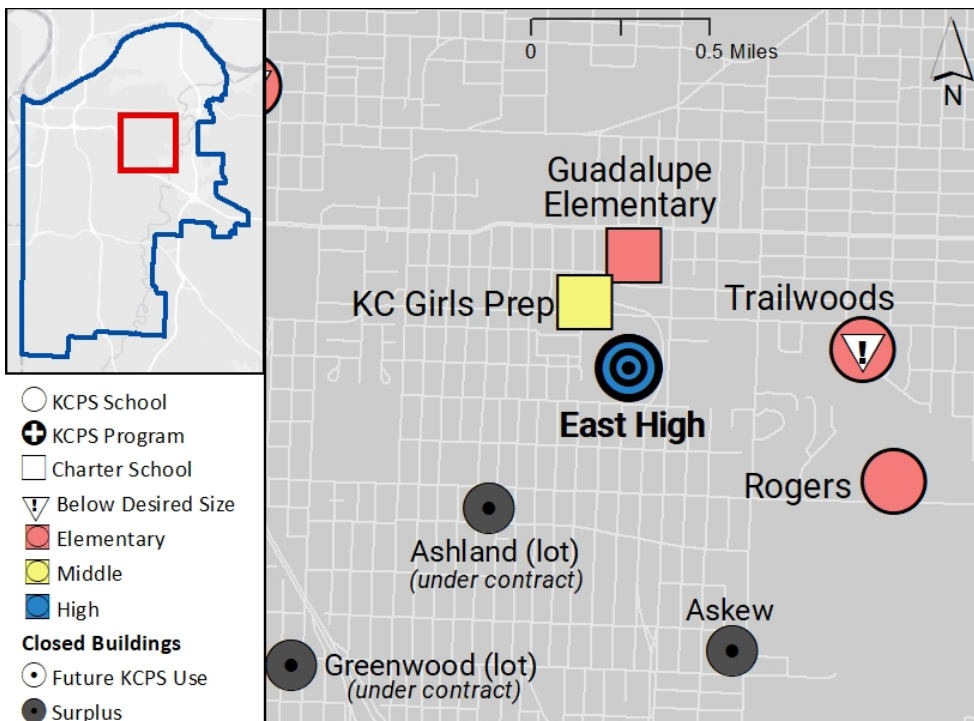 0
0.5 Miles
N
Guadalupe
Elementary
KC Girls Prep
Trailwoods
!
East High
Rogers
Ashland (lot)
(under contract)
Askew
Greenwood (lot)
(under contract)
KCPS School
KCPS Program
Charter School
! Below Desired Size
Elementary
Middle
High
Closed Buildings
Future KCPS Use
Surplus